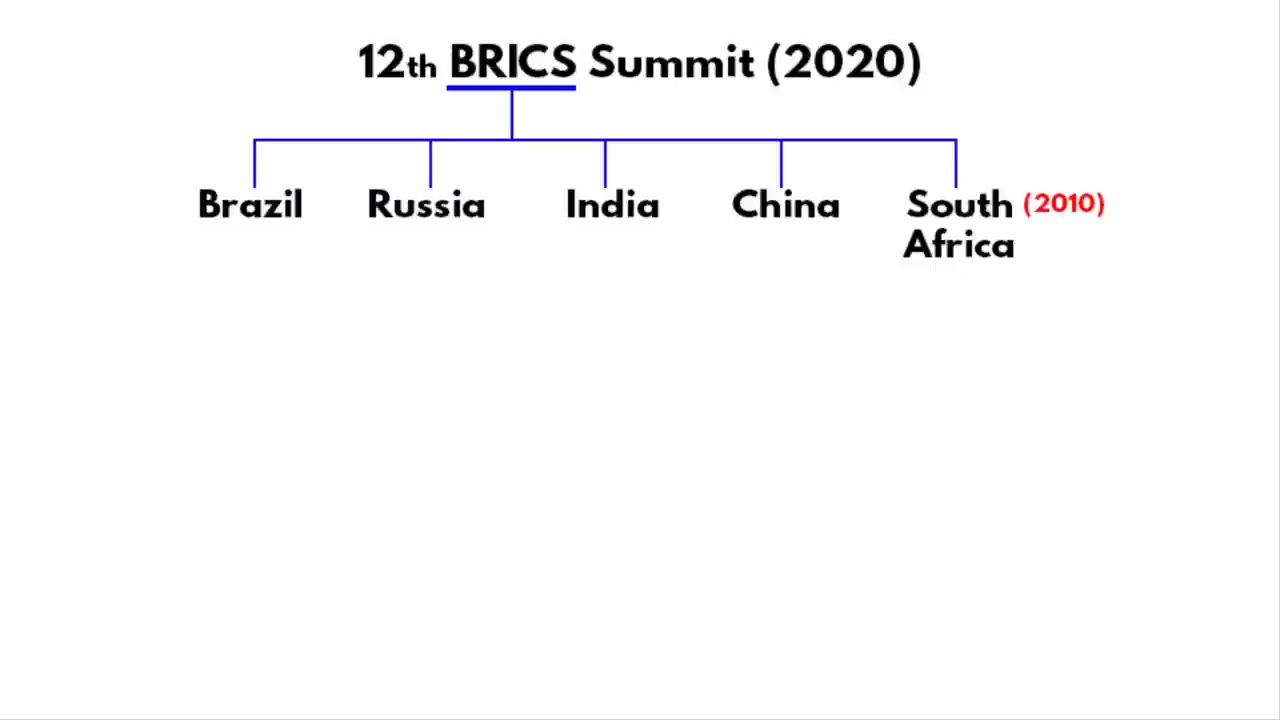 12th BRICS Summit (2020)
Brazil Russia India China South (2010)
Africa